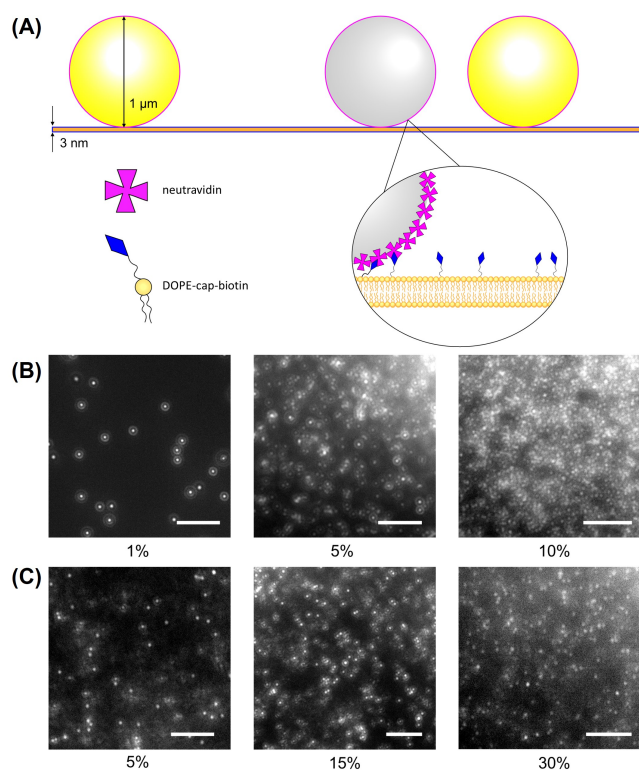 (A)
1 µm
3 nm
neutravidin
DOPE-cap-biotin
(B)
1%
5%
10%
(C)
5%
15%
30%